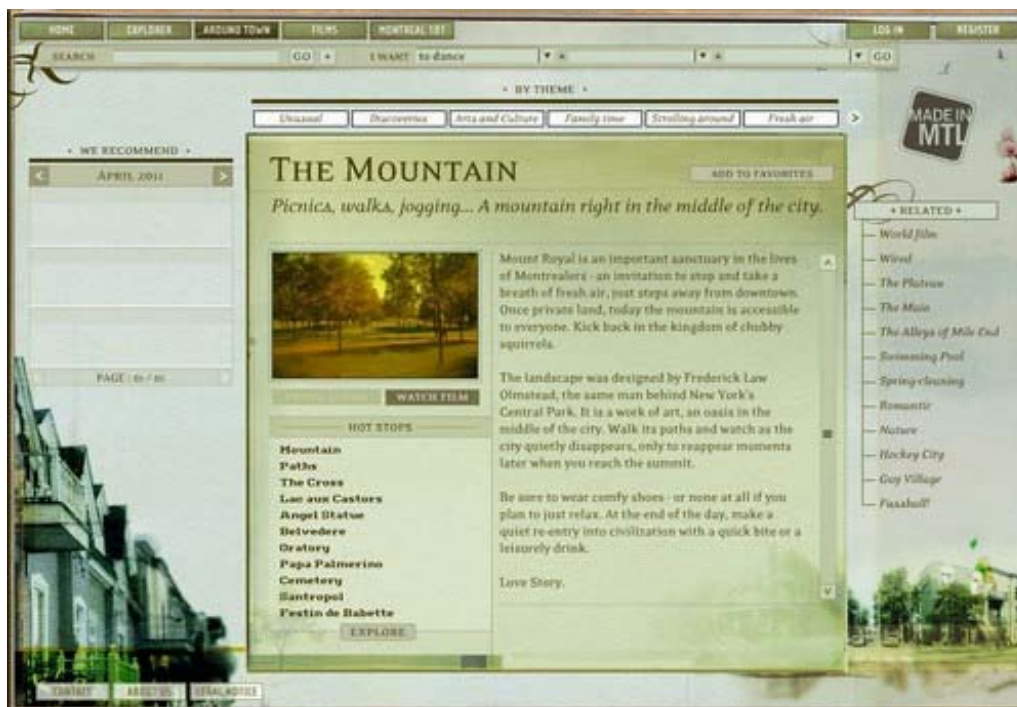 HOME
EXPLORER
AROUND TOWN
FILMS
MONTREAL 101
LOG IN
REGISTER
SEARCH
GO
+
I WANT to dance
GO
• BY THEME •
Unusual
Discoveries
Arts and Culture
Family time
Strolling around
Fresh air
>
MADE IN
MTL
• WE RECOMMEND •
<
APRIL 2011
>
PAGE : 01 / 01
THE MOUNTAIN
ADD TO FAVORITES
Picnics, walks, jogging... A mountain right in the middle of the city.
WATCH FILM
HOT STOPS
Mountain
Paths
The Cross
Lac aux Castors
Angel Statue
Belvedere
Oratory
Papa Palmerino
Cemetery
Santropol
Festin de Babette
EXPLORE
Mount Royal is an important sanctuary in the lives
of Montrealers - an invitation to stop and take a
breath of fresh air, just steps away from downtown.
Once private land, today the mountain is accessible
to everyone. Kick back in the kingdom of chubby
squirrels.
The landscape was designed by Frederick Law
Olmstead, the same man behind New York's
Central Park. It is a work of art, an oasis in the
middle of the city. Walk its paths and watch as the
city quietly disappears, only to reappear moments
later when you reach the summit.
Be sure to wear comfy shoes - or none at all if you
plan to just relax. At the end of the day, make a
quiet re-entry into civilization with a quick bite or a
leisurely drink.
Love Story.
• RELATED •
World film
Wired
The Plateau
The Main
The Alleys of Mile End
Swimming Pool
Spring-cleaning
Romantic
Nature
Hockey City
Gay Village
Fussball!
CONTACT
ABOUT US
LEGAL NOTICE